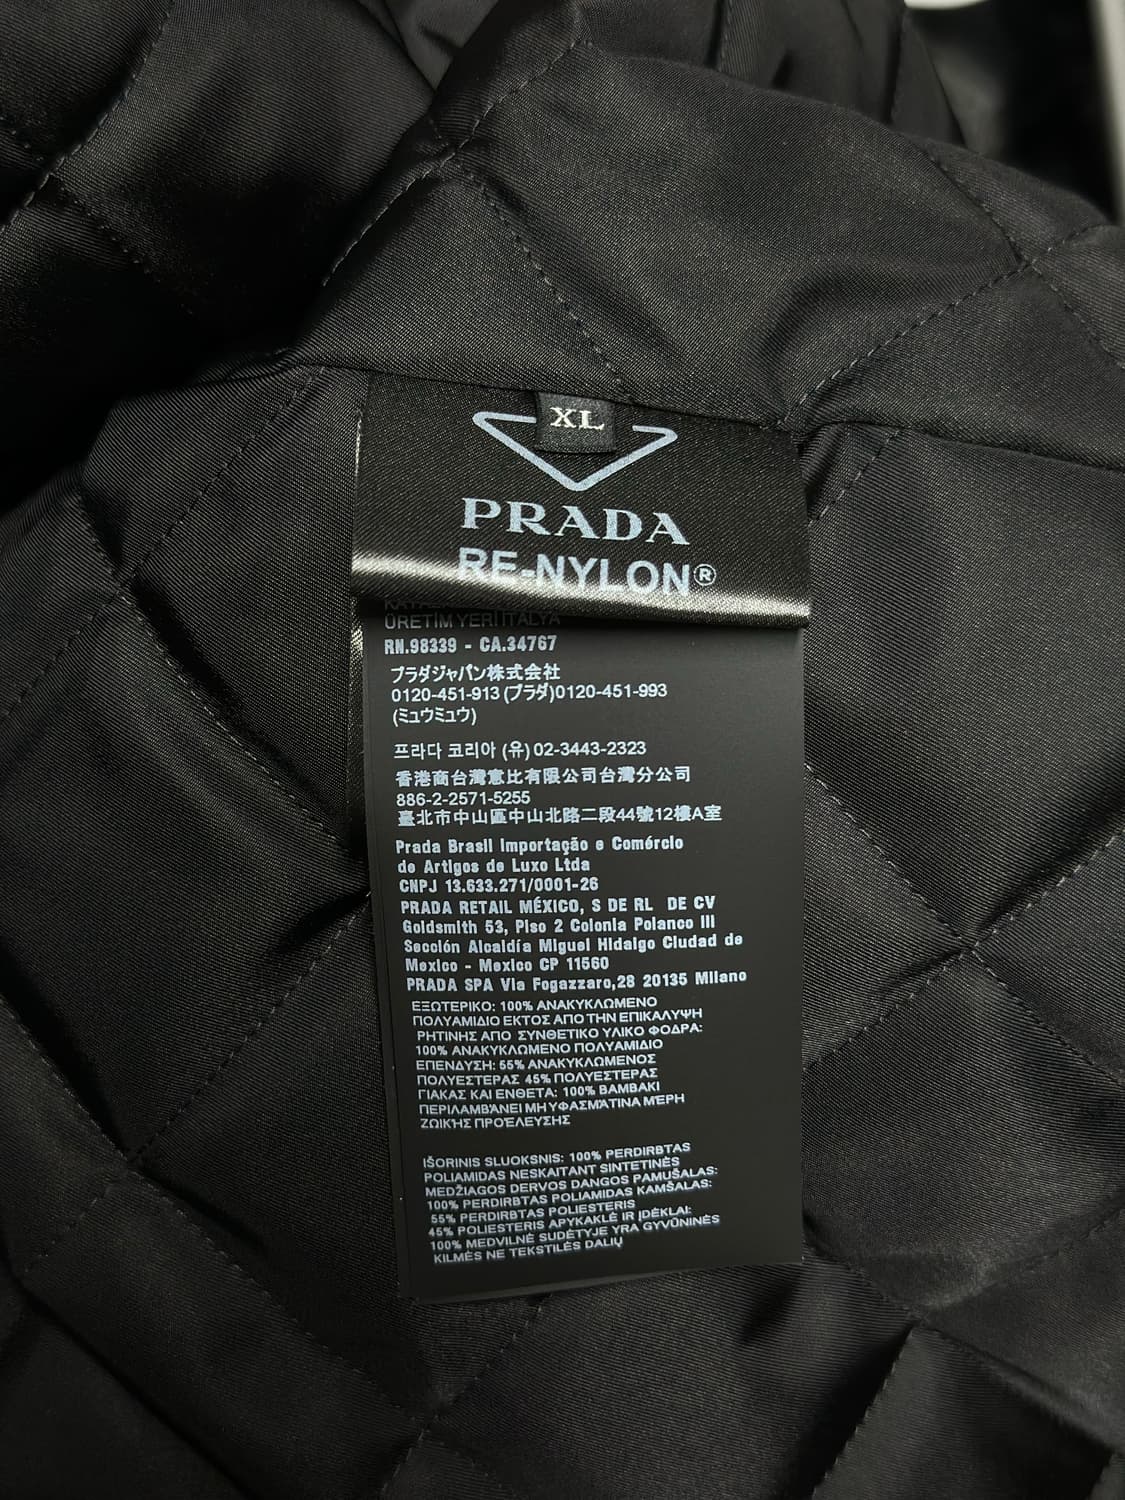 XL
PRADA
RE-NYLON®
ÜRETİM YERİ İTALYA
RN.98339 - CA.34767
プラダジャパン株式会社
0120-451-913 (プラダ)0120-451-993
(ミュウミュウ)
프라다 코리아 (유) 02-3443-2323
香港商台灣意比有限公司台灣分公司
886-2-2571-5255
臺北市中山區中山北路二段44號12樓A室
Prada Brasil Importação e Comércio
de Artigos de Luxo Ltda
CNPJ 13.633.271/0001-26
PRADA RETAIL MÉXICO, S DE RL DE CV
Goldsmith 53, Piso 2 Colonia Polanco III
Sección Alcaldía Miguel Hidalgo Ciudad de
Mexico - Mexico CP 11560
PRADA SPA Via Fogazzaro,28 20135 Milano
ΕΞΩΤΕΡΙΚΟ: 100% ΑΝΑΚΥΚΛΩΜΕΝΟ
ΠΟΛΥΑΜΙΔΙΟ ΕΚΤΟΣ ΑΠΟ ΤΗΝ ΕΠΙΚΑΛΥΨΗ
ΡΗΤΙΝΗΣ ΑΠΟ ΣΥΝΘΕΤΙΚΟ ΥΛΙΚΟ ΦΟΔΡΑ:
100% ΑΝΑΚΥΚΛΩΜΕΝΟ ΠΟΛΥΑΜΙΔΙΟ
ΕΠΕΝΔΥΣΗ: 55% ΑΝΑΚΥΚΛΩΜΕΝΟΣ
ΠΟΛΥΕΣΤΕΡΑΣ 45% ΠΟΛΥΕΣΤΕΡΑΣ
ΓΙΑΚΑΣ ΚΑΙ ΕΝΘΕΤΑ: 100% ΒΑΜΒΑΚΙ
ΠΕΡΙΛΑΜΒΆΝΕΙ ΜΗ ΥΦΑΣΜΆΤΙΝΑ ΜΈΡΗ
ΖΩΙΚΉΣ ΠΡΟΈΛΕΥΣΗΣ
IŠORINIS SLUOKSNIS: 100% PERDIRBTAS
POLIAMIDAS NESKAITANT SINTETINĖS
MEDŽIAGOS DERVOS DANGOS PAMUŠALAS:
100% PERDIRBTAS POLIAMIDAS KAMŠALAS:
55% PERDIRBTAS POLIESTERIS
45% POLIESTERIS APYKAKLĖ IR ĮDĖKLAI:
100% MEDVILNĖ SUDĖTYJE YRA GYVŪNINĖS
KILMĖS NE TEKSTILĖS DALIŲ